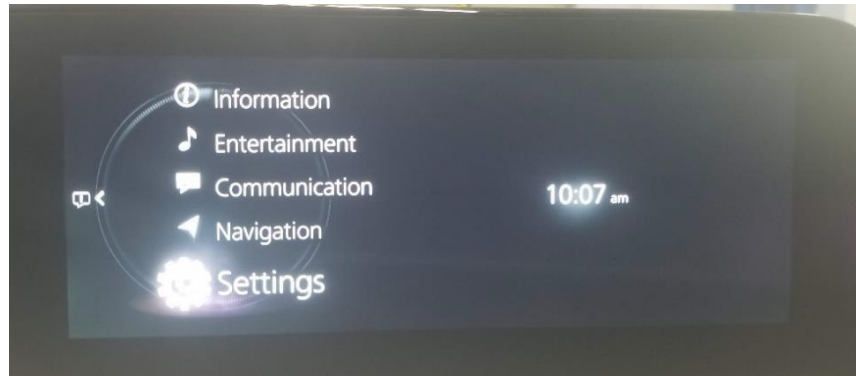 Information
Entertainment
Communication
10:07 am
Navigation
Settings